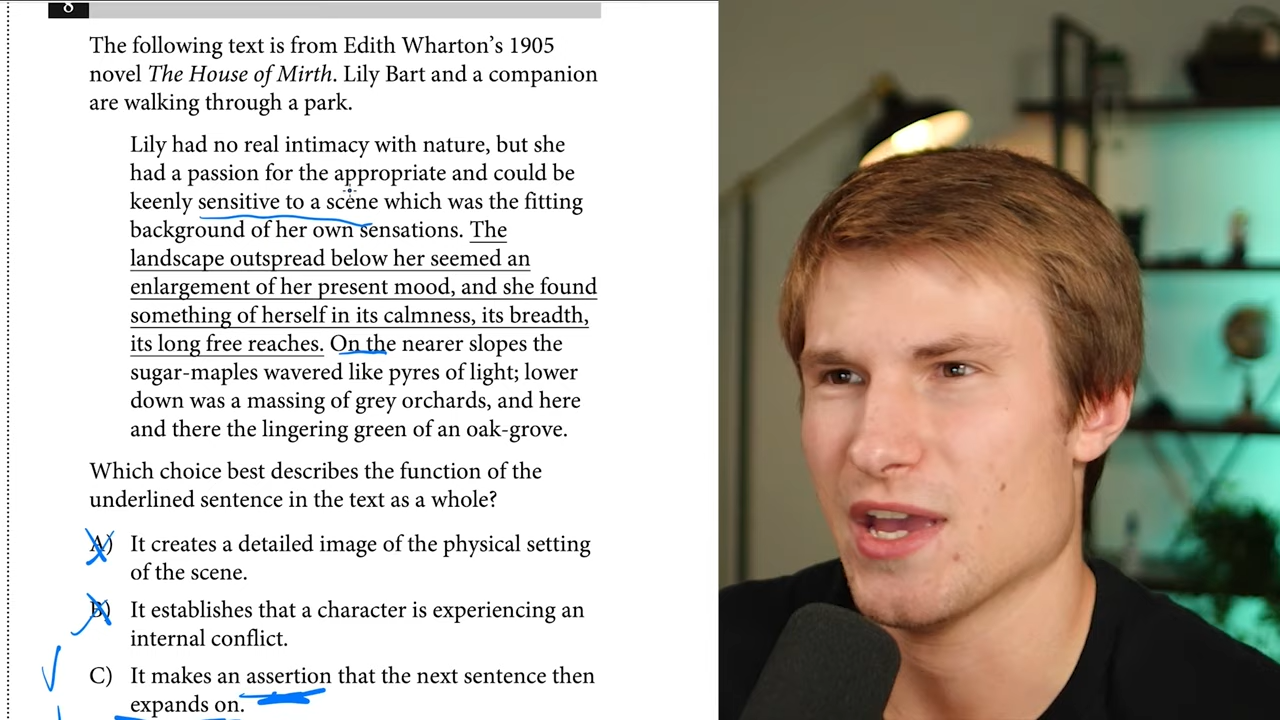 8
The following text is from Edith Wharton’s 1905
novel The House of Mirth. Lily Bart and a companion
are walking through a park.
Lily had no real intimacy with nature, but she
had a passion for the appropriate and could be
keenly sensitive to a scene which was the fitting
background of her own sensations. The
landscape outspread below her seemed an
enlargement of her present mood, and she found
something of herself in its calmness, its breadth,
its long free reaches. On the nearer slopes the
sugar-maples wavered like pyres of light; lower
down was a massing of grey orchards, and here
and there the lingering green of an oak-grove.
Which choice best describes the function of the
underlined sentence in the text as a whole?
A) It creates a detailed image of the physical setting
of the scene.
B) It establishes that a character is experiencing an
internal conflict.
C) It makes an assertion that the next sentence then
expands on.